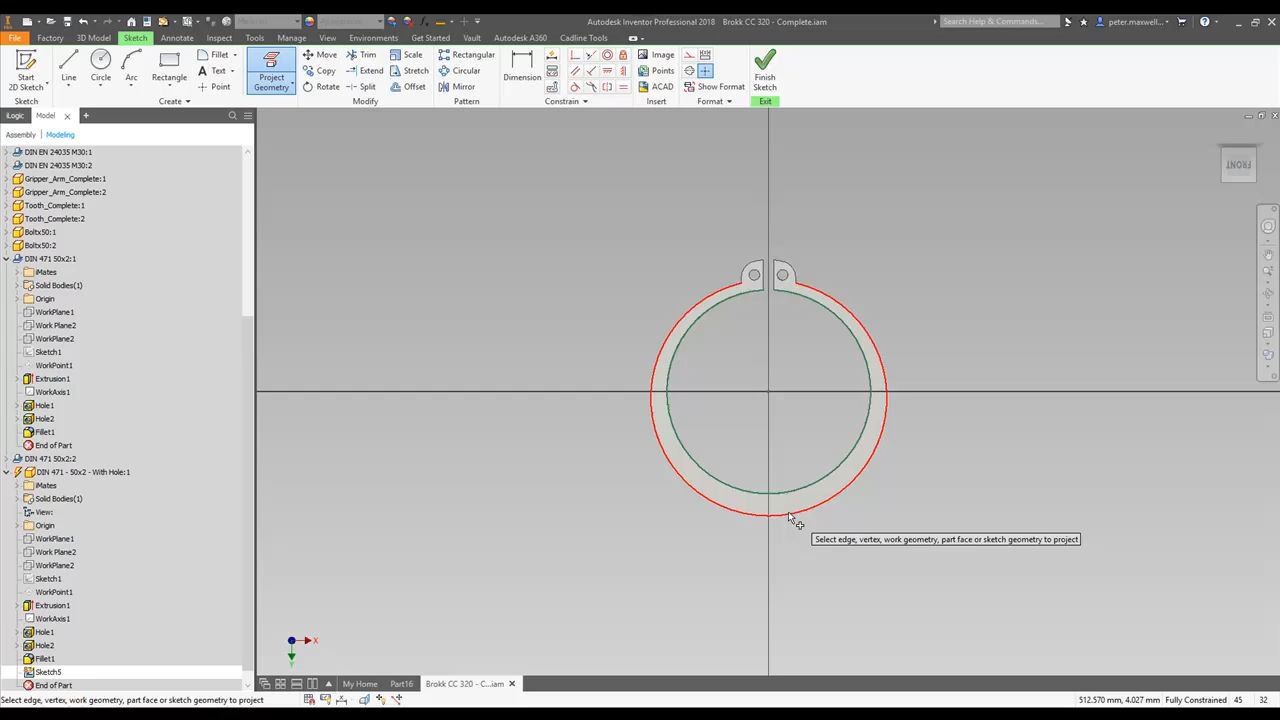 Autodesk Inventor Professional 2018 Brokk CC 320 - Complete.iam
Search Help & Commands...
peter.maxwell...
File Factory 3D Model Sketch Annotate Inspect Tools Manage View Environments Get Started Vault Autodesk A360 Cadline Tools
Start
2D Sketch
Line
Circle
Arc
Rectangle
Fillet
Text
Point
Project
Geometry
Move
Copy
Rotate
Trim
Extend
Split
Scale
Stretch
Offset
Rectangular
Circular
Mirror
Dimension
Image
Points
ACAD
Show Format
Finish
Sketch
Sketch Create Modify Pattern Constrain Insert Format Exit
iLogic Model
Assembly Modeling
DIN EN 24035 M30:1
DIN EN 24035 M30:2
Gripper_Arm_Complete:1
Gripper_Arm_Complete:2
Tooth_Complete:1
Tooth_Complete:2
Boltx50:1
Boltx50:2
DIN 471 50x2:1
iMates
Solid Bodies(1)
Origin
WorkPlane1
Work Plane2
WorkPlane2
Sketch1
WorkPoint1
Extrusion1
WorkAxis1
Hole1
Hole2
Fillet1
End of Part
DIN 471 50x2:2
DIN 471 - 50x2 - With Hole:1
iMates
Solid Bodies(1)
View:
Origin
WorkPlane1
Work Plane2
WorkPlane2
Sketch1
WorkPoint1
Extrusion1
WorkAxis1
Hole1
Hole2
Fillet1
Sketch5
End of Part
FRONT
Select edge, vertex, work geometry, part face or sketch geometry to project
X
Y
My Home Part16 Brokk CC 320 - C...iam
Select edge, vertex, work geometry, part face or sketch geometry to project
512.570 mm, 4.027 mm Fully Constrained 45 32